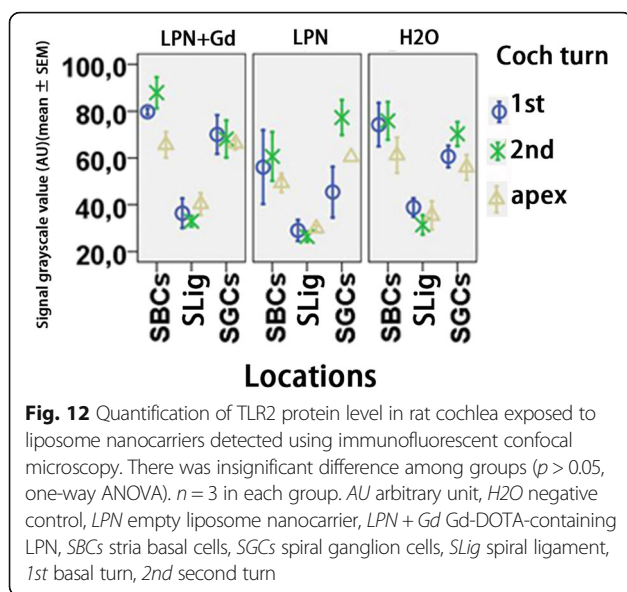 LPN+Gd LPN H2O
Coch turn
1st
2nd
apex
Signal grayscale value (AU)(mean ± SEM)
100,0
80,0
60,0
40,0
20,0
SBCs SLig SGCs SBCs SLig SGCs SBCs SLig SGCs
Locations
Fig. 12 Quantification of TLR2 protein level in rat cochlea exposed to
liposome nanocarriers detected using immunofluorescent confocal
microscopy. There was insignificant difference among groups (p > 0.05,
one-way ANOVA). n = 3 in each group. AU arbitrary unit, H2O negative
control, LPN empty liposome nanocarrier, LPN + Gd Gd-DOTA-containing
LPN, SBCs stria basal cells, SGCs spiral ganglion cells, SLig spiral ligament,
1st basal turn, 2nd second turn